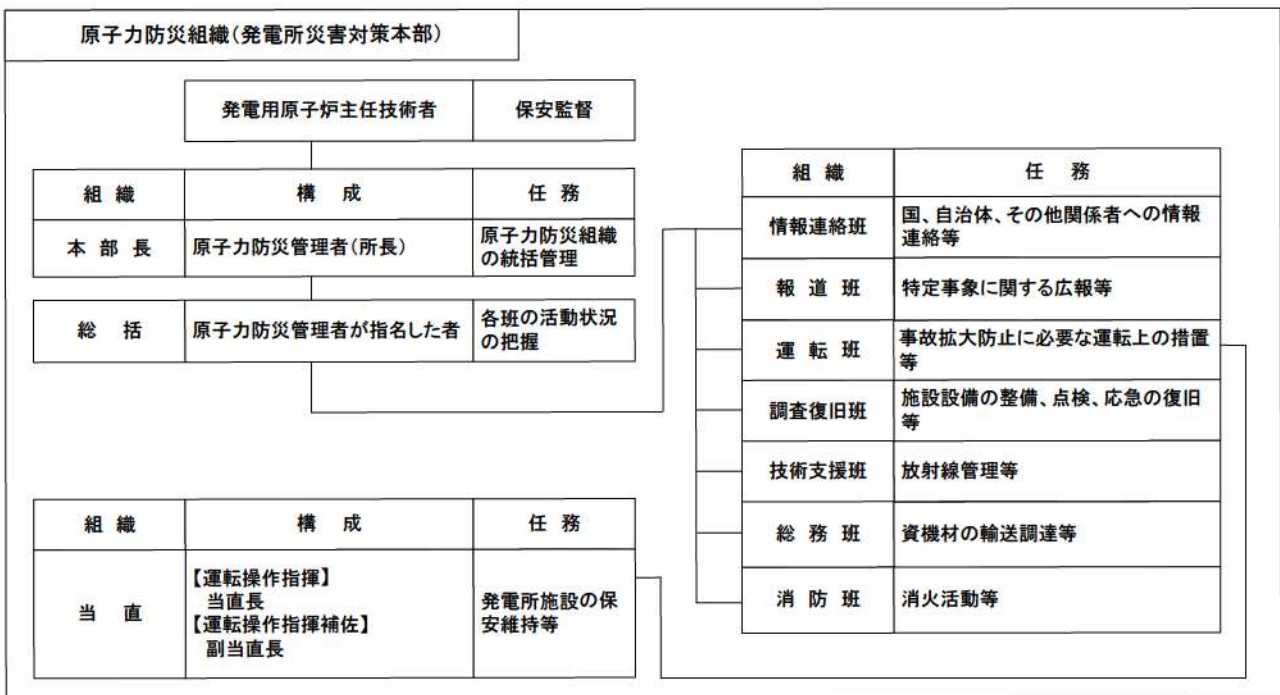 原子力防災組織(発電所災害対策本部)
発電用原子炉主任技術者
保安監督
組 織
構 成
任 務
本 部 長
原子力防災管理者(所長)
原子力防災組織
の統括管理
総 括
原子力防災管理者が指名した者
各班の活動状況
の把握
組 織
構 成
任 務
当 直
【運転操作指揮】
当直長
【運転操作指揮補佐】
副当直長
発電所施設の保
安維持等
組 織
任 務
情報連絡班
国、自治体、その他関係者への情報
連絡等
報 道 班
特定事象に関する広報等
運 転 班
事故拡大防止に必要な運転上の措置
等
調査復旧班
施設設備の整備、点検、応急の復旧
等
技術支援班
放射線管理等
総 務 班
資機材の輸送調達等
消 防 班
消火活動等